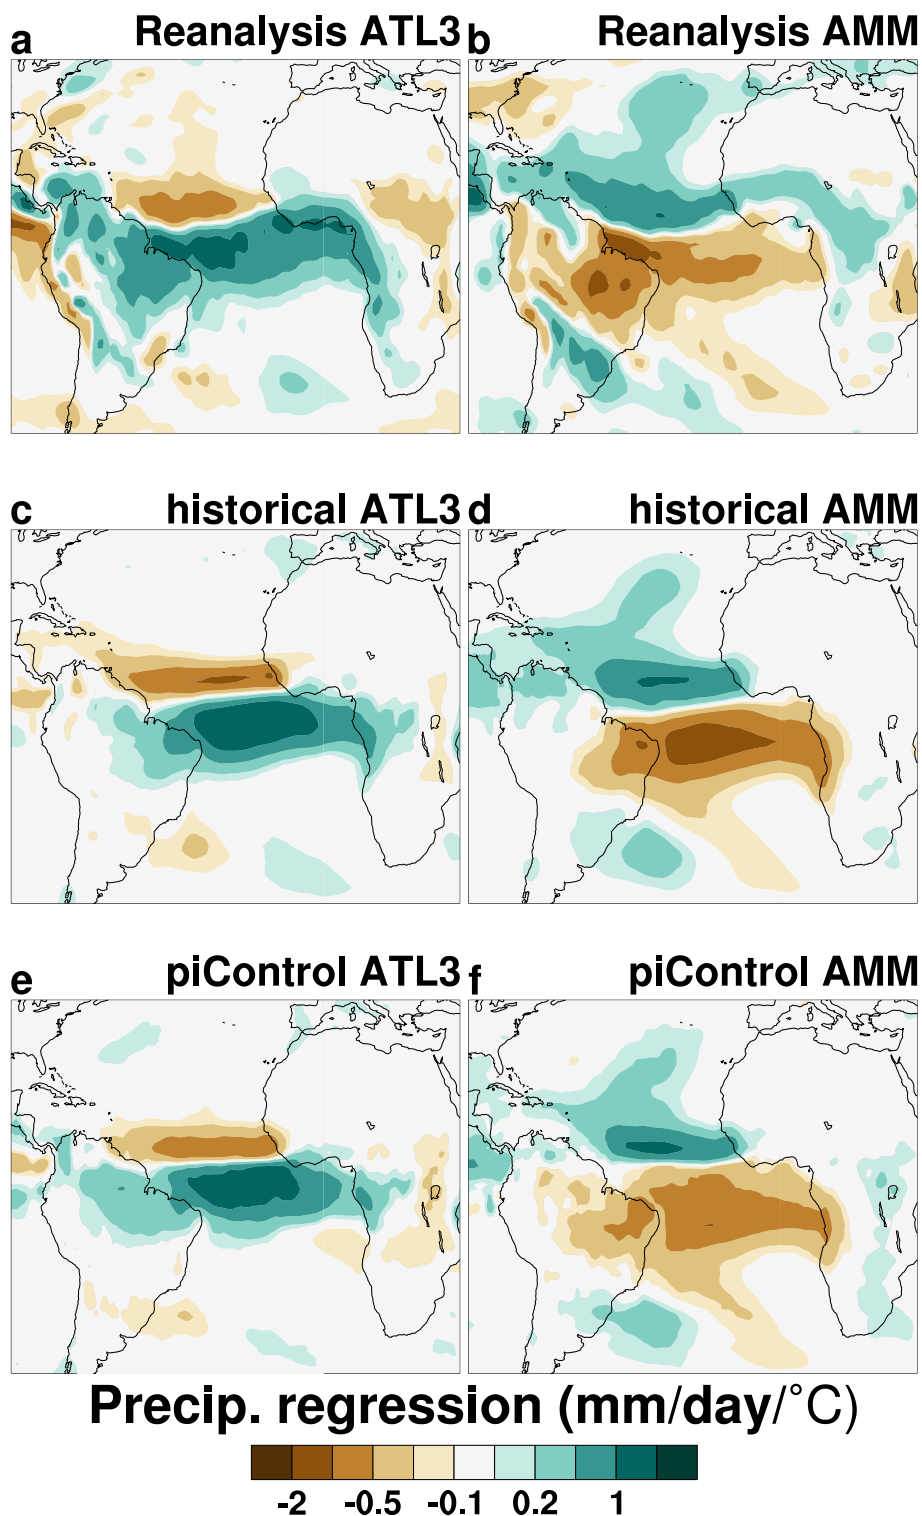 a Reanalysis ATL3
b Reanalysis AMM
c historical ATL3
d historical AMM
e piControl ATL3
f piControl AMM
Precip. regression (mm/day/°C)
-2 -0.5 -0.1 0.2 1